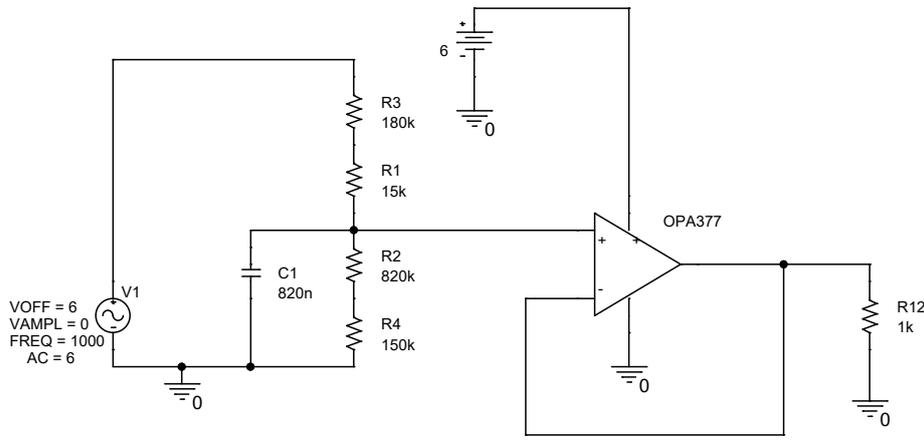 +
6
-
0
R3
180k
R1
15k
OPA377
+
+
-
R2
820k
C1
820n
V1
VOFF = 6
VAMPL = 0
FREQ = 1000
AC = 6
+
-
R4
150k
R12
1k
0
0
0